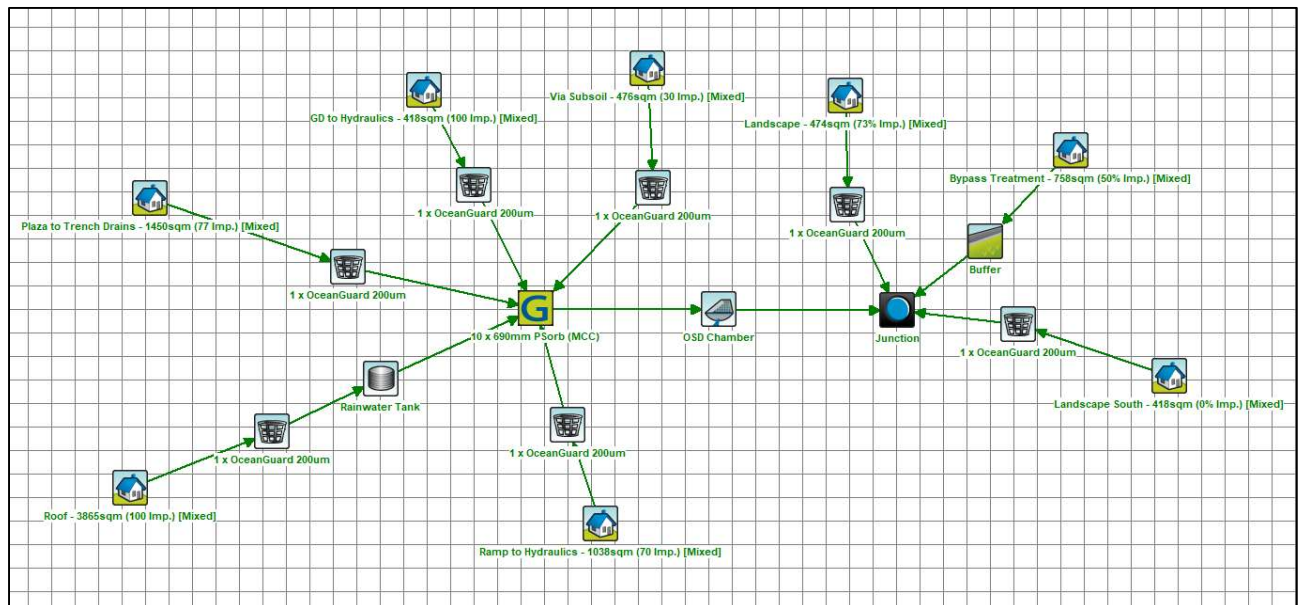 Via Subsoil - 476sqm (30 Imp.) [Mixed]
GD to Hydraulics - 418sqm (100 Imp.) [Mixed]
Landscape - 474sqm (73% Imp.) [Mixed]
Bypass Treatment - 758sqm (50% Imp.) [Mixed]
1 x OceanGuard 200um
1 x OceanGuard 200um
1 x OceanGuard 200um
Plaza to Trench Drains - 1450sqm (77 Imp.) [Mixed]
Buffer
1 x OceanGuard 200um
G
10 x 690mm PSorb (MCC)
OSD Chamber
Junction
1 x OceanGuard 200um
Rainwater Tank
Landscape South - 418sqm (0% Imp.) [Mixed]
1 x OceanGuard 200um
1 x OceanGuard 200um
Roof - 3865sqm (100 Imp.) [Mixed]
Ramp to Hydraulics - 1038sqm (70 Imp.) [Mixed]